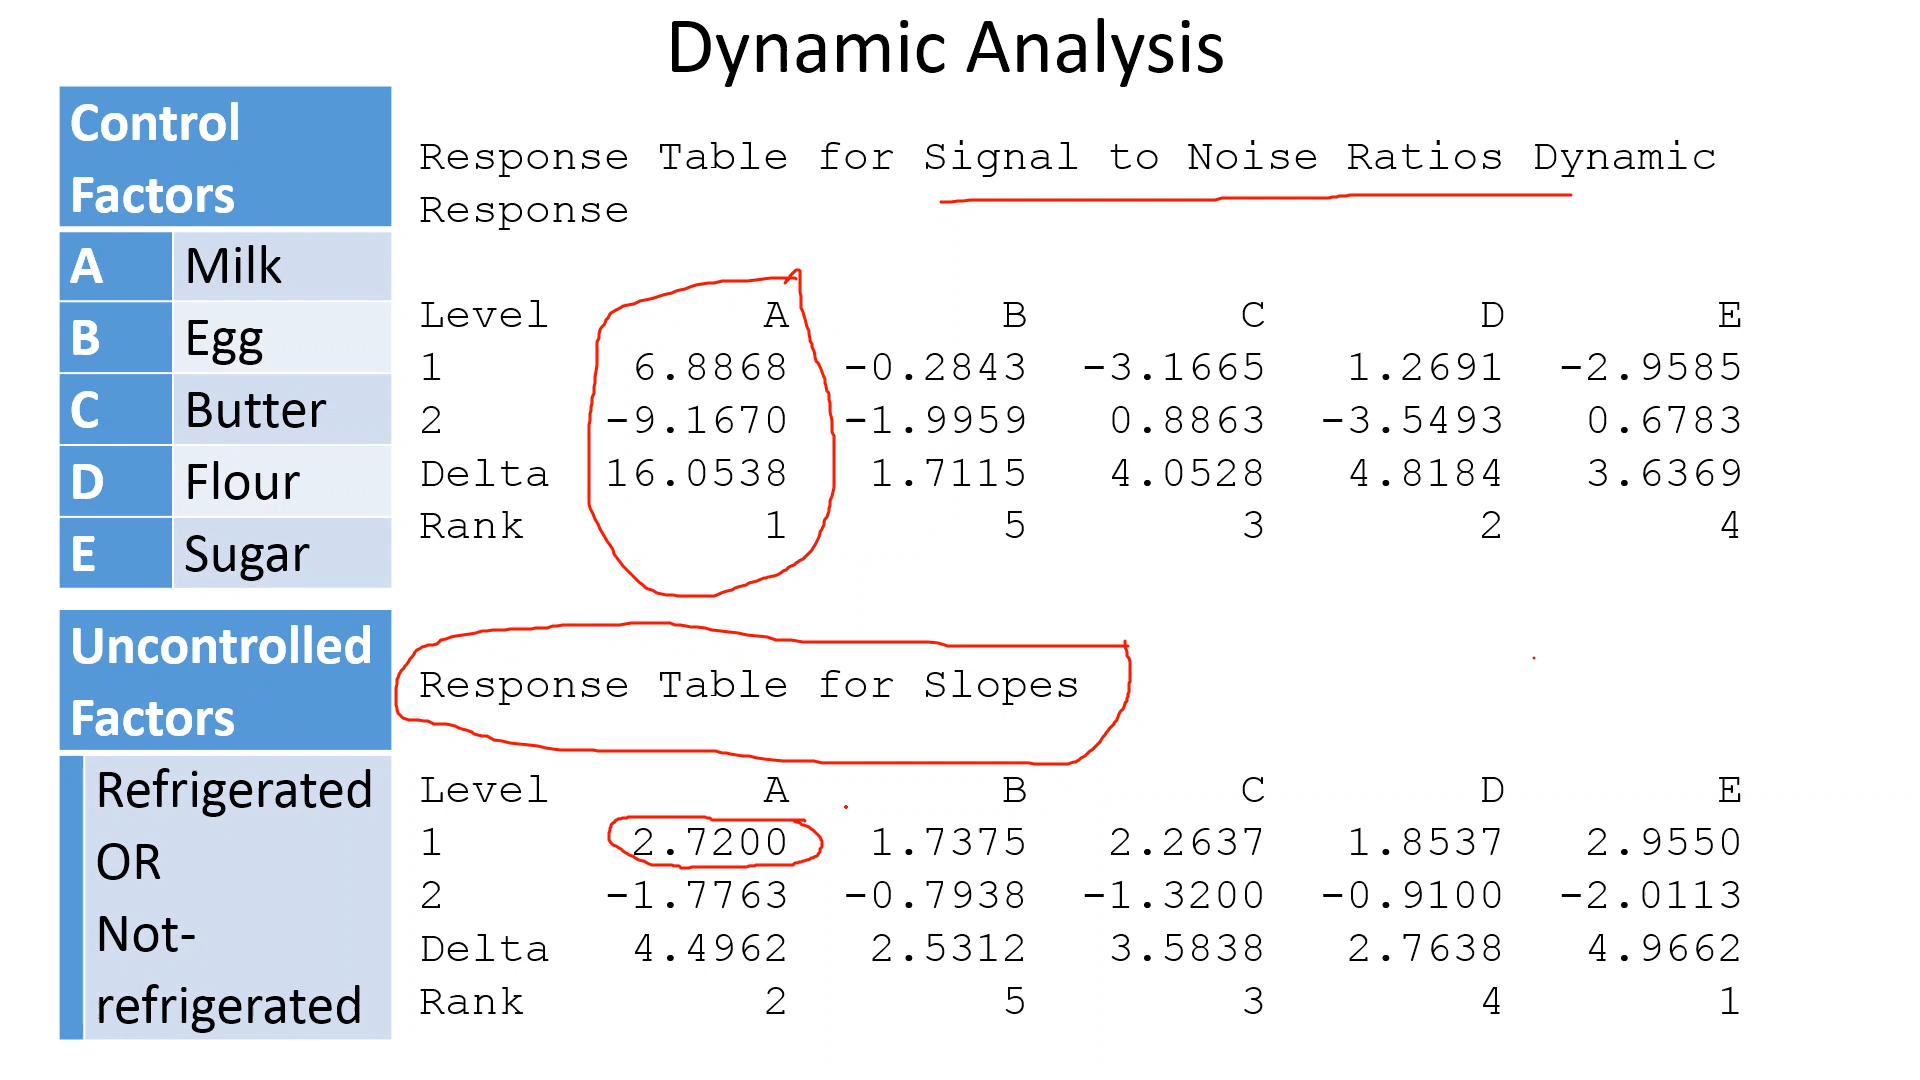 Dynamic Analysis
Control
Factors
A Milk
B Egg
C Butter
D Flour
E Sugar
Uncontrolled
Factors
Refrigerated
OR
Not-
refrigerated
Response Table for Signal to Noise Ratios Dynamic
Response
Level A B C D E
1 6.8868 -0.2843 -3.1665 1.2691 -2.9585
2 -9.1670 -1.9959 0.8863 -3.5493 0.6783
Delta 16.0538 1.7115 4.0528 4.8184 3.6369
Rank 1 5 3 2 4
Response Table for Slopes
Level A B C D E
1 2.7200 1.7375 2.2637 1.8537 2.9550
2 -1.7763 -0.7938 -1.3200 -0.9100 -2.0113
Delta 4.4962 2.5312 3.5838 2.7638 4.9662
Rank 2 5 3 4 1